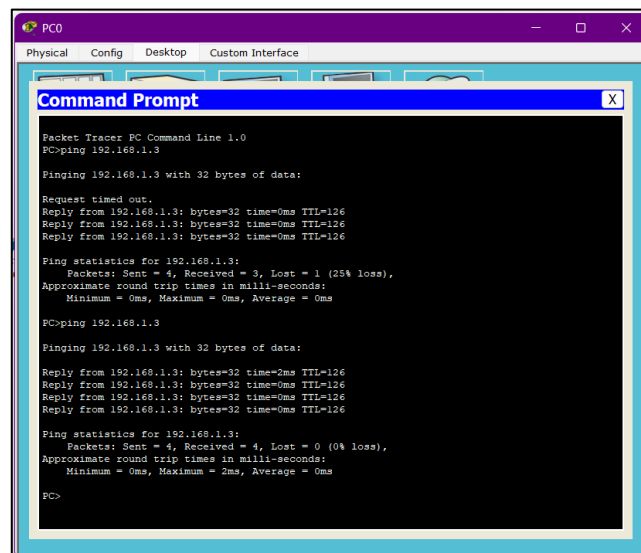 PC0
Physical Config Desktop Custom Interface
Command Prompt
X
Packet Tracer PC Command Line 1.0
PC>ping 192.168.1.3
Pinging 192.168.1.3 with 32 bytes of data:
Request timed out.
Reply from 192.168.1.3: bytes=32 time=0ms TTL=126
Reply from 192.168.1.3: bytes=32 time=0ms TTL=126
Reply from 192.168.1.3: bytes=32 time=0ms TTL=126
Ping statistics for 192.168.1.3:
Packets: Sent = 4, Received = 3, Lost = 1 (25% loss),
Approximate round trip times in milli-seconds:
Minimum = 0ms, Maximum = 0ms, Average = 0ms
PC>ping 192.168.1.3
Pinging 192.168.1.3 with 32 bytes of data:
Reply from 192.168.1.3: bytes=32 time=2ms TTL=126
Reply from 192.168.1.3: bytes=32 time=0ms TTL=126
Reply from 192.168.1.3: bytes=32 time=0ms TTL=126
Reply from 192.168.1.3: bytes=32 time=0ms TTL=126
Ping statistics for 192.168.1.3:
Packets: Sent = 4, Received = 4, Lost = 0 (0% loss),
Approximate round trip times in milli-seconds:
Minimum = 0ms, Maximum = 2ms, Average = 0ms
PC>